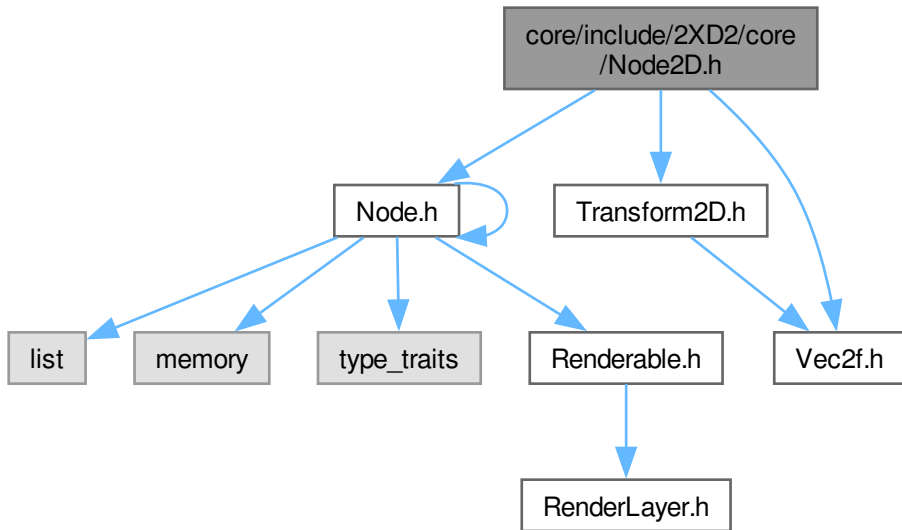 core/include/2XD2/core
/Node2D.h
Node.h
Transform2D.h
list
memory
type_traits
Renderable.h
Vec2f.h
RenderLayer.h